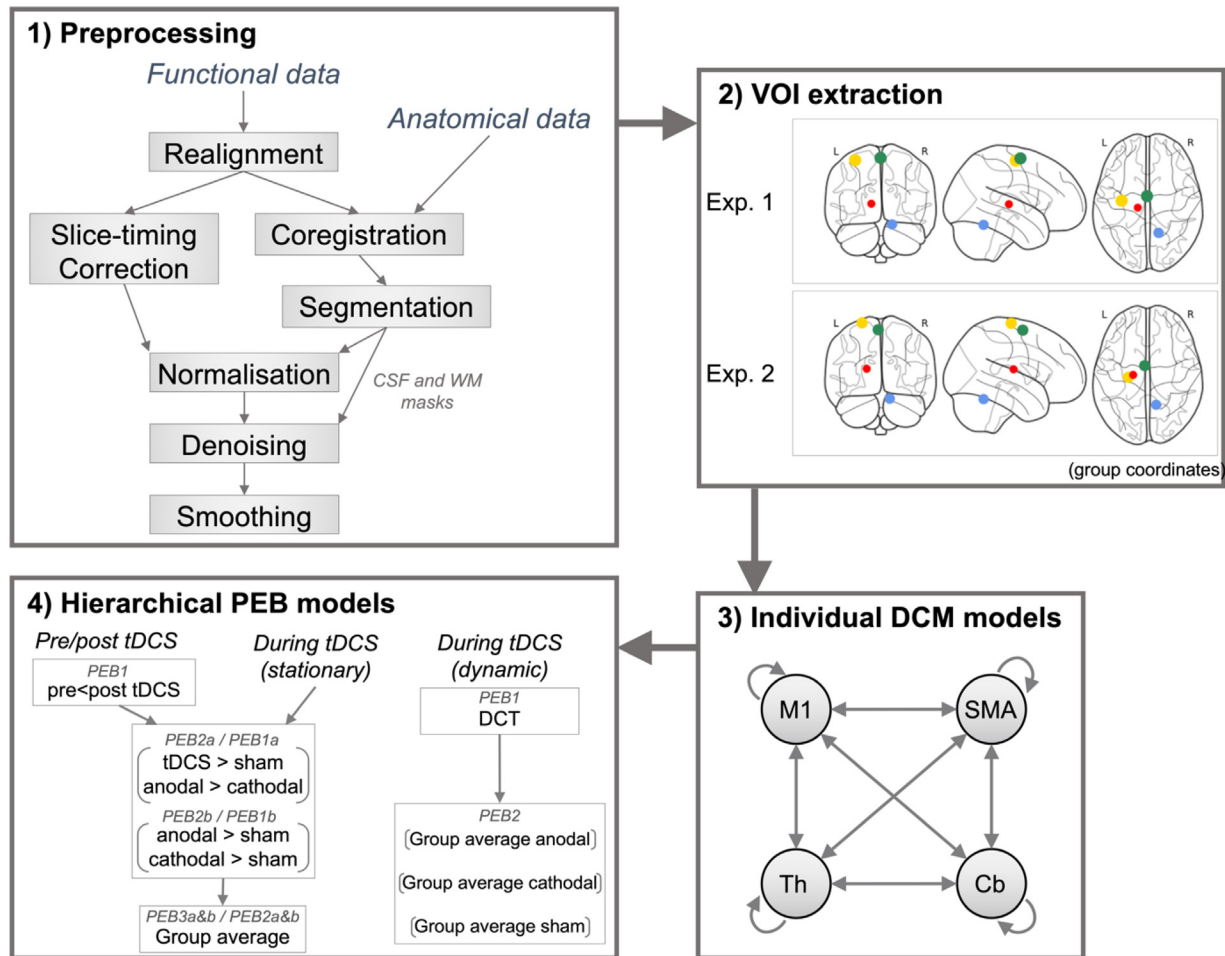 1) Preprocessing
Functional data
Anatomical data
Realignment
Slice-timing
Correction
Coregistration
Segmentation
Normalisation
CSF and WM
masks
Denoising
Smoothing
2) VOI extraction
Exp. 1
L
R
L
R
Exp. 2
L
R
L
R
(group coordinates)
3) Individual DCM models
M1
SMA
Th
Cb
4) Hierarchical PEB models
Pre/post tDCS
During tDCS
(stationary)
During tDCS
(dynamic)
PEB1
pre<post tDCS
PEB2a / PEB1a
tDCS > sham
anodal > cathodal
PEB2b / PEB1b
anodal > sham
cathodal > sham
PEB3a&b / PEB2a&b
Group average
PEB1
DCT
PEB2
(Group average anodal)
(Group average cathodal)
(Group average sham)